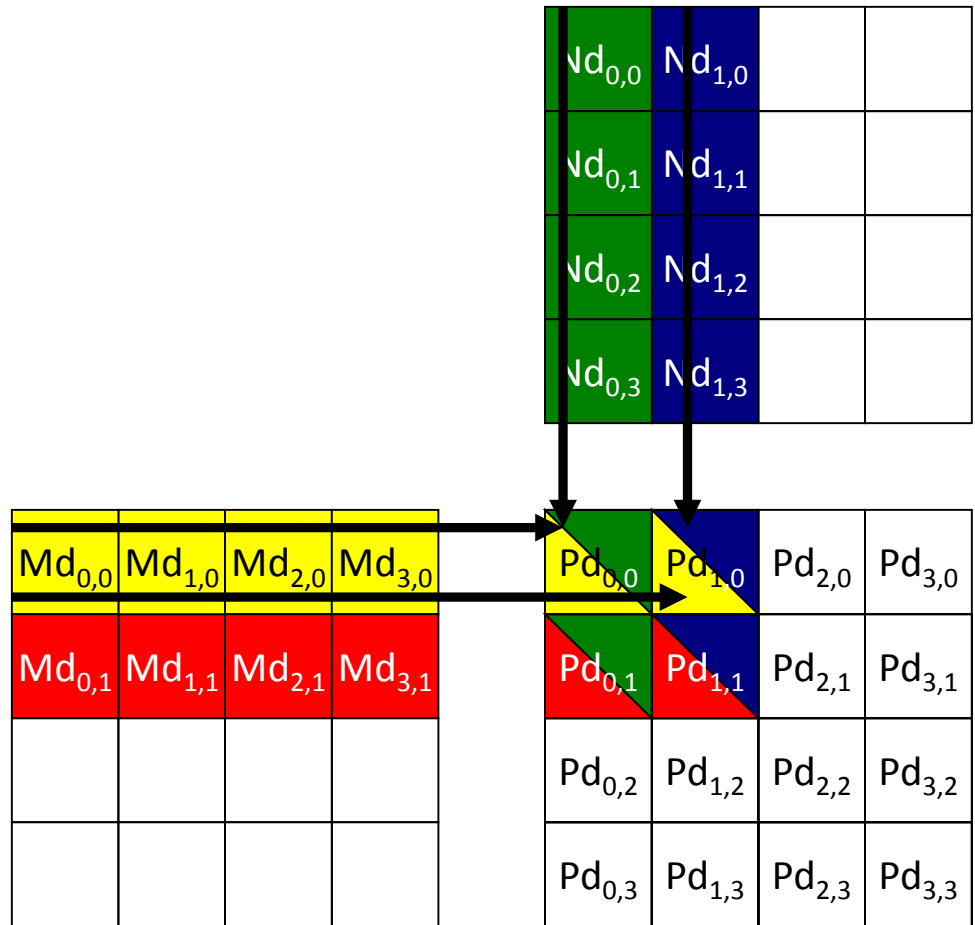 Nd0,0 Nd1,0
Nd0,1 Nd1,1
Nd0,2 Nd1,2
Nd0,3 Nd1,3
Md0,0 Md1,0 Md2,0 Md3,0 Pd0,0 Pd1,0 Pd2,0 Pd3,0
Md0,1 Md1,1 Md2,1 Md3,1 Pd0,1 Pd1,1 Pd2,1 Pd3,1
Pd0,2 Pd1,2 Pd2,2 Pd3,2
Pd0,3 Pd1,3 Pd2,3 Pd3,3